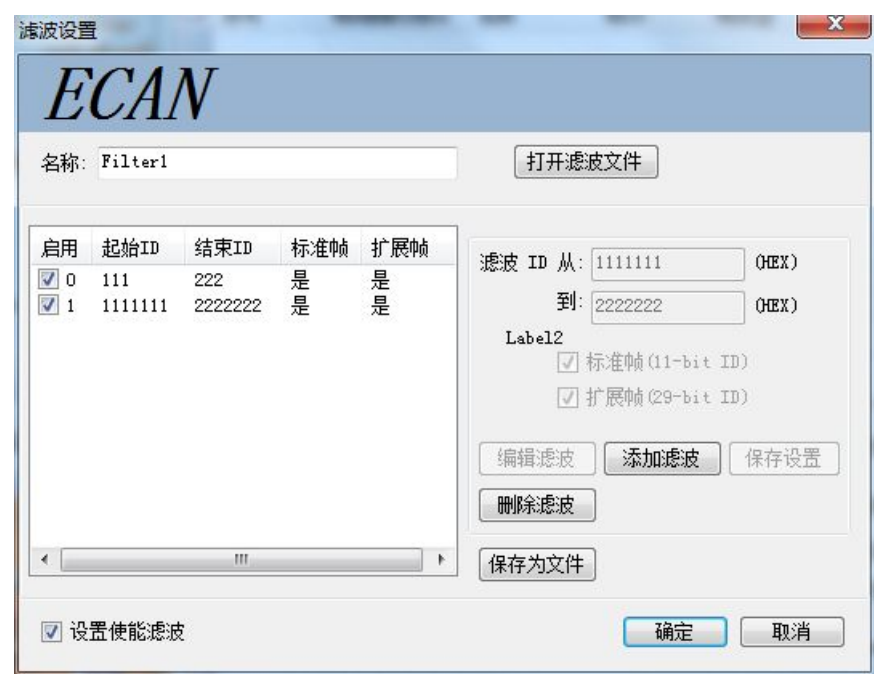 滤波设置
ECAN
名称: Filter1 打开滤波文件
启用 起始ID 结束ID 标准帧 扩展帧
0 111 222 是 是
1 1111111 2222222 是 是
滤波 ID 从: 1111111 (HEX)
到: 2222222 (HEX)
Label2
标准帧(11-bit ID)
扩展帧(29-bit ID)
编辑滤波 添加滤波 保存设置
删除滤波
保存为文件
设置使能滤波 确定 取消